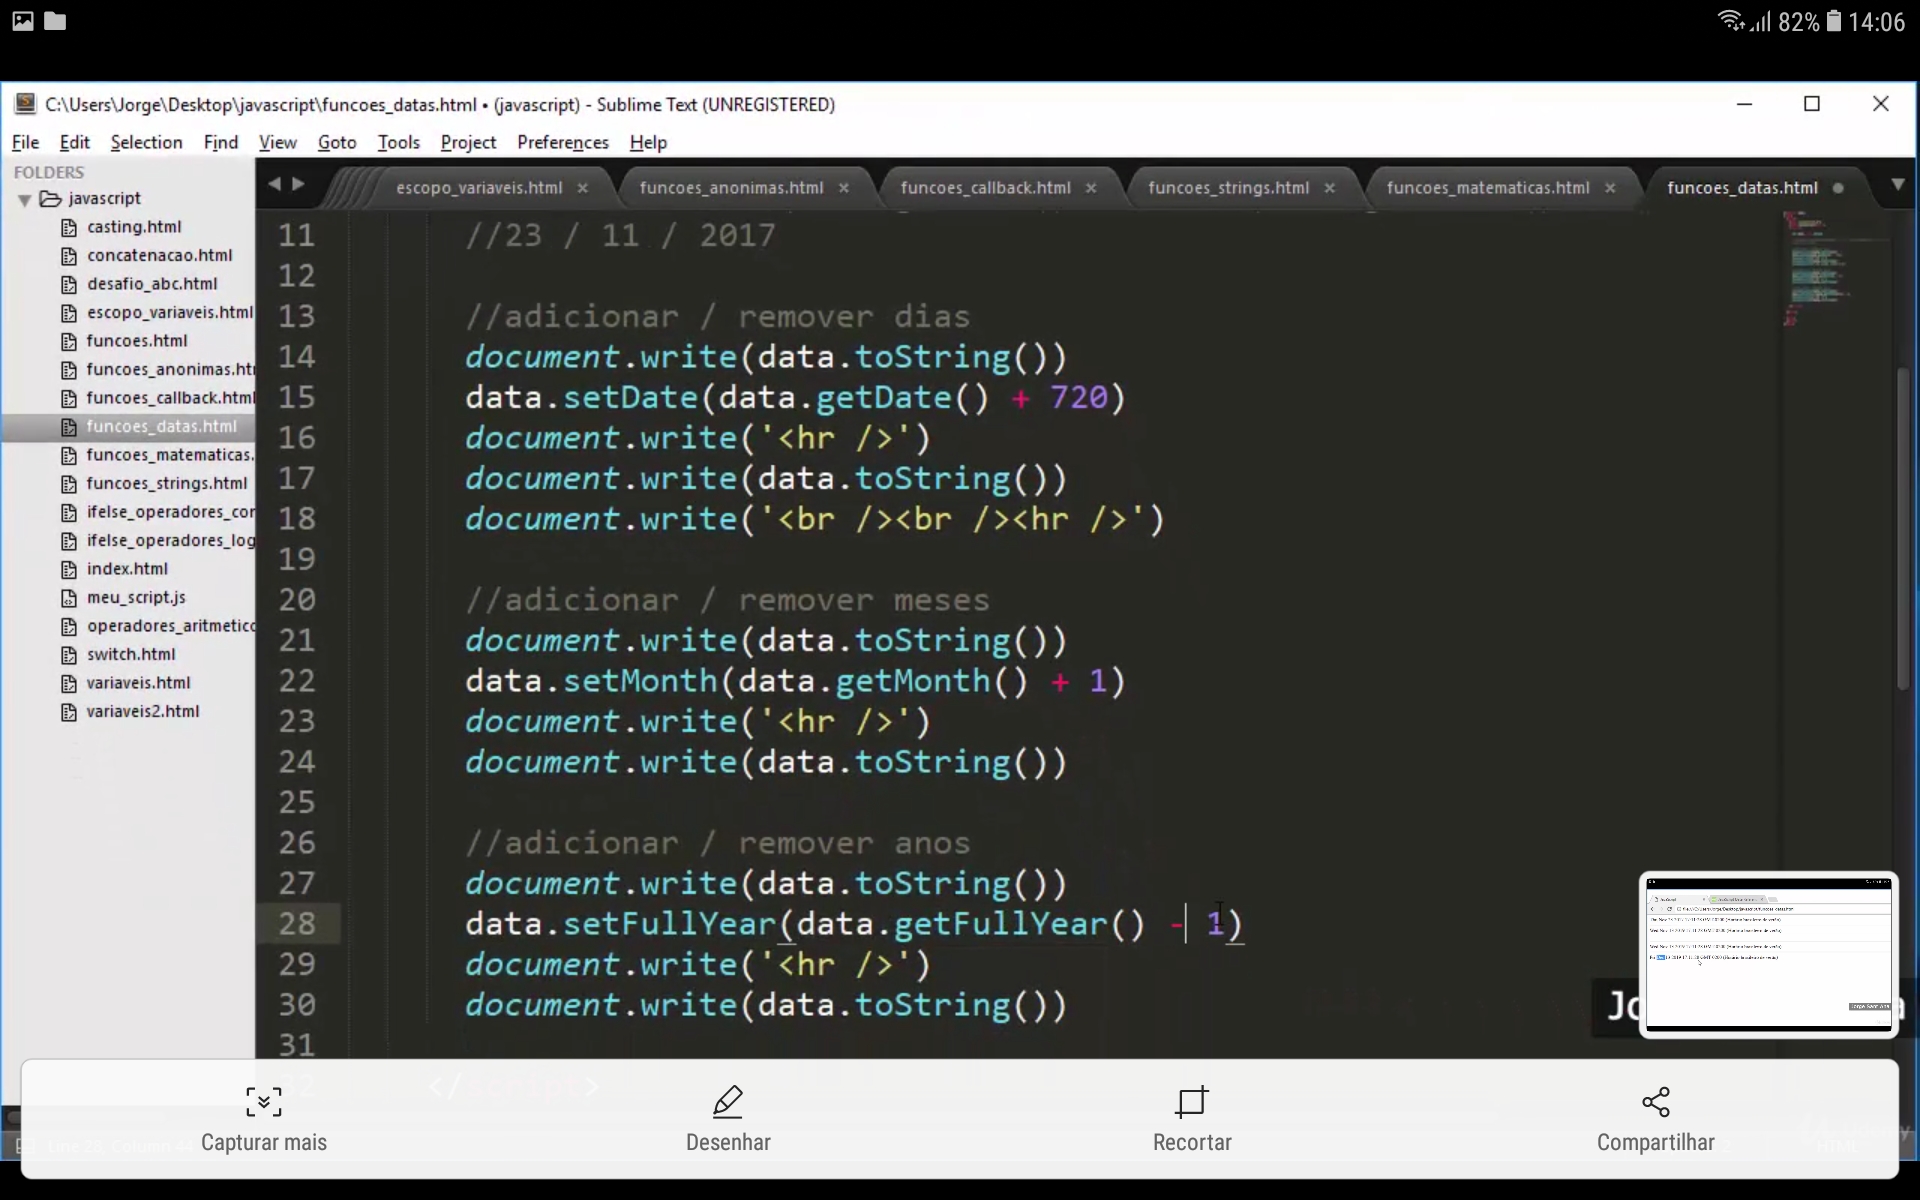 82% 14:06
C:\Users\Jorge\Desktop\javascript\funcoes_datas.html • (javascript) - Sublime Text (UNREGISTERED)
File Edit Selection Find View Goto Tools Project Preferences Help
FOLDERS
javascript
casting.html
concatenacao.html
desafio_abc.html
escopo_variaveis.html
funcoes.html
funcoes_anonimas.ht
funcoes_callback.html
funcoes_datas.html
funcoes_matematicas.
funcoes_strings.html
ifelse_operadores_cor
ifelse_operadores_log
index.html
meu_script.js
operadores_aritmetico
switch.html
variaveis.html
variaveis2.html
escopo_variaveis.html × funcoes_anonimas.html × funcoes_callback.html × funcoes_strings.html × funcoes_matematicas.html × funcoes_datas.html
11 //23 / 11 / 2017
12
13 //adicionar / remover dias
14 document.write(data.toString())
15 data.setDate(data.getDate() + 720)
16 document.write('<hr />')
17 document.write(data.toString())
18 document.write('<br /><br /><hr />')
19
20 //adicionar / remover meses
21 document.write(data.toString())
22 data.setMonth(data.getMonth() + 1)
23 document.write('<hr />')
24 document.write(data.toString())
25
26 //adicionar / remover anos
27 document.write(data.toString())
28 data.setFullYear(data.getFullYear() - 1)
29 document.write('<hr />')
30 document.write(data.toString())
31
32
Jorge Sant Ana
Capturar mais Desenhar Recortar Compartilhar